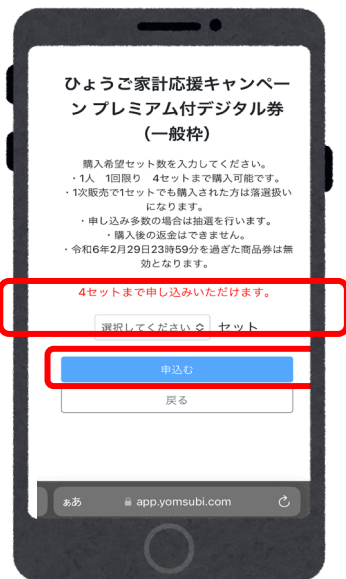 ひょうご家計応援キャンペー
ン プレミアム付デジタル券
（一般枠）
購入希望セット数を入力してください。
・1人　1回限り　4セットまで購入可能です。
・1次販売で1セットでも購入された方は落選扱い
になります。
・申し込み多数の場合は抽選を行います。
・購入後の返金はできません。
・令和6年2月29日23時59分を過ぎた商品券は無
効となります。
4セットまで申し込みいただけます。
選択してください セット
申込む
戻る
ぁあ app.yomsubi.com